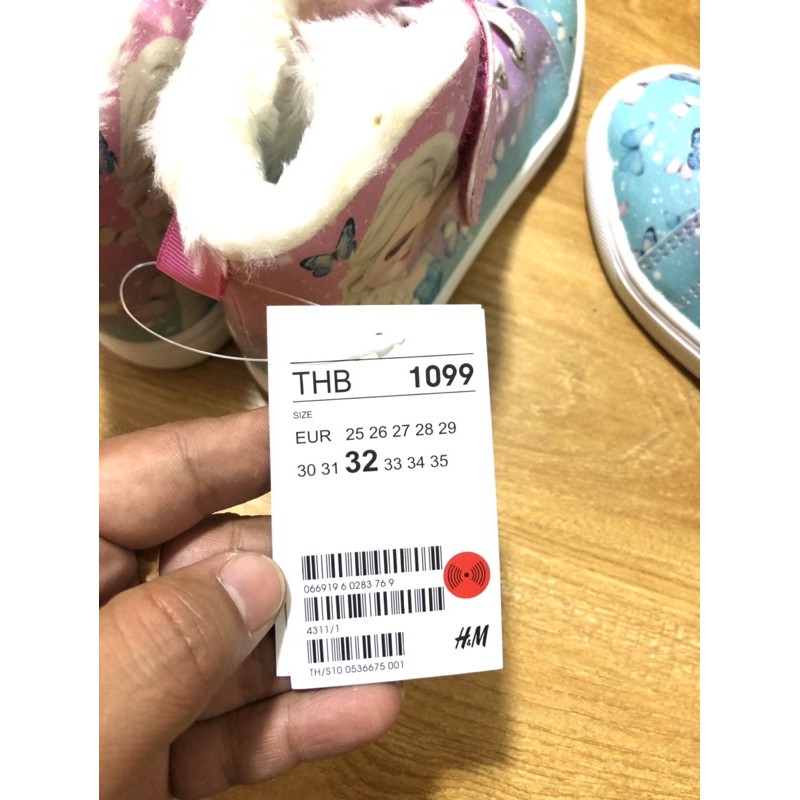 THB 1099
SIZE
EUR 25 26 27 28 29
30 31 32 33 34 35
066919 6 0283 76 9
4311/1
TH/S10 0536675 001
H&M